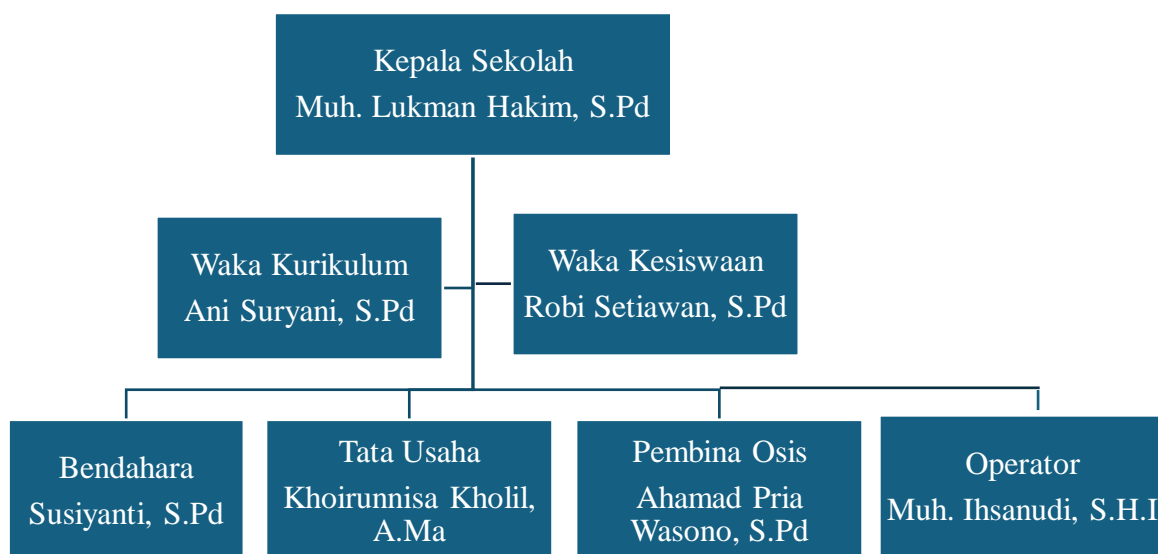 Kepala Sekolah
Muh. Lukman Hakim, S.Pd
Waka Kurikulum
Ani Suryani, S.Pd
Waka Kesiswaan
Robi Setiawan, S.Pd
Bendahara
Susiyanti, S.Pd
Tata Usaha
Khoirunnisa Kholil,
A.Ma
Pembina Osis
Ahamad Pria
Wasono, S.Pd
Operator
Muh. Ihsanudi, S.H.I